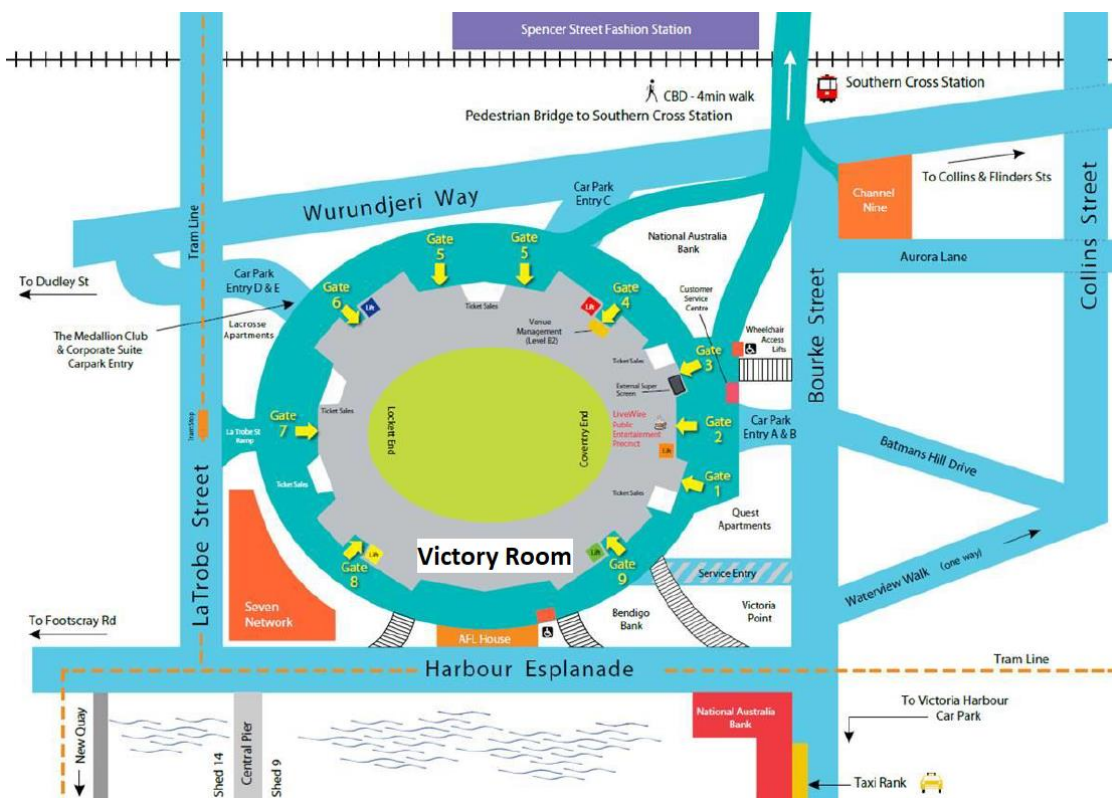 Spencer Street Fashion Station
CBD - 4min walk
Pedestrian Bridge to Southern Cross Station
Southern Cross Station
To Collins & Flinders Sts
Channel
Nine
Collins Street
Aurora Lane
Bourke Street
Wurundjeri Way
Car Park
Entry C
National Australia
Bank
Tram Line
To Dudley St
Car Park
Entry D & E
The Medallion Club
& Corporate Suite
Carpark Entry
Lacrosse
Apartments
Gate
5
Gate
5
Gate
6
Lift
Ticket Sales
Lift
Gate
4
Venue
Management
(Level B2)
Customer
Service
Centre
Wheelchair
Access
Lifts
Ticket Sales
Gate
3
External Super
Screen
Tram Stop
La Trobe St
Ramp
Gate
7
Ticket Sales
Lockett End
Coventry End
LiveWire
Public
Entertainment
Precinct
Lift
Gate
2
Car Park
Entry A & B
Batmans Hill Drive
Ticket Sales
Ticket Sales
Gate
1
Quest
Apartments
LaTrobe Street
Gate
8
Lift
Victory Room
Lift
Gate
9
Service Entry
Waterview Walk (one way)
Seven
Network
Bendigo
Bank
Victoria
Point
To Footscray Rd
AFL House
Harbour Esplanade
Tram Line
New Quay
Shed 14
Central Pier
Shed 9
National Australia
Bank
To Victoria Harbour
Car Park
Taxi Rank